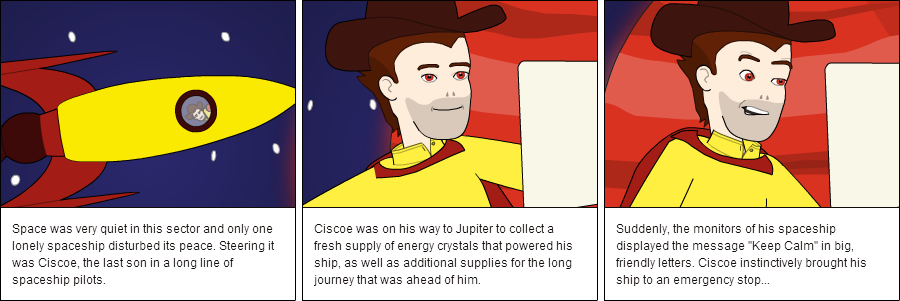 Space was very quiet in this sector and only one
lonely spaceship disturbed its peace. Steering it
was Ciscoe, the last son in a long line of
spaceship pilots.
Ciscoe was on his way to Jupiter to collect a
fresh supply of energy crystals that powered his
ship, as well as additional supplies for the long
journey that was ahead of him.
Suddenly, the monitors of his spaceship
displayed the message "Keep Calm" in big,
friendly letters. Ciscoe instinctively brought his
ship to an emergency stop...